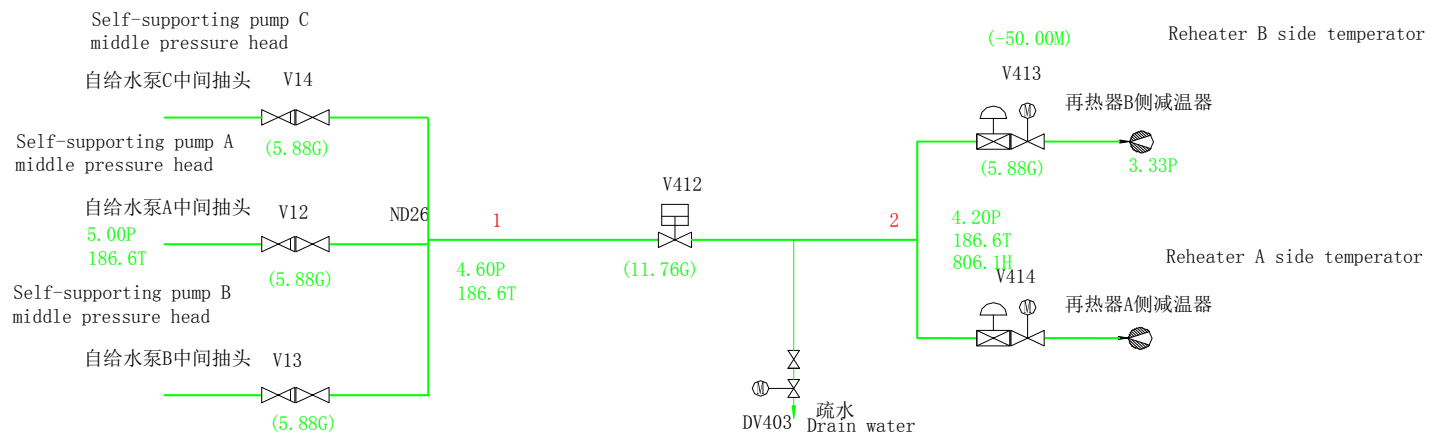 Self-supporting pump C
middle pressure head
自给水泵C中间抽头
V14
(5.88G)
Self-supporting pump A
middle pressure head
自给水泵A中间抽头
V12
5.00P
186.6T
(5.88G)
Self-supporting pump B
middle pressure head
自给水泵B中间抽头
V13
(5.88G)
ND26
1
4.60P
186.6T
V412
(11.76G)
2
DV403
疏水
Drain water
M
(-50.00M)
Reheater B side temperator
V413
M
再热器B侧减温器
(5.88G)
3.33P
4.20P
186.6T
806.1H
Reheater A side temperator
V414
M
再热器A侧减温器